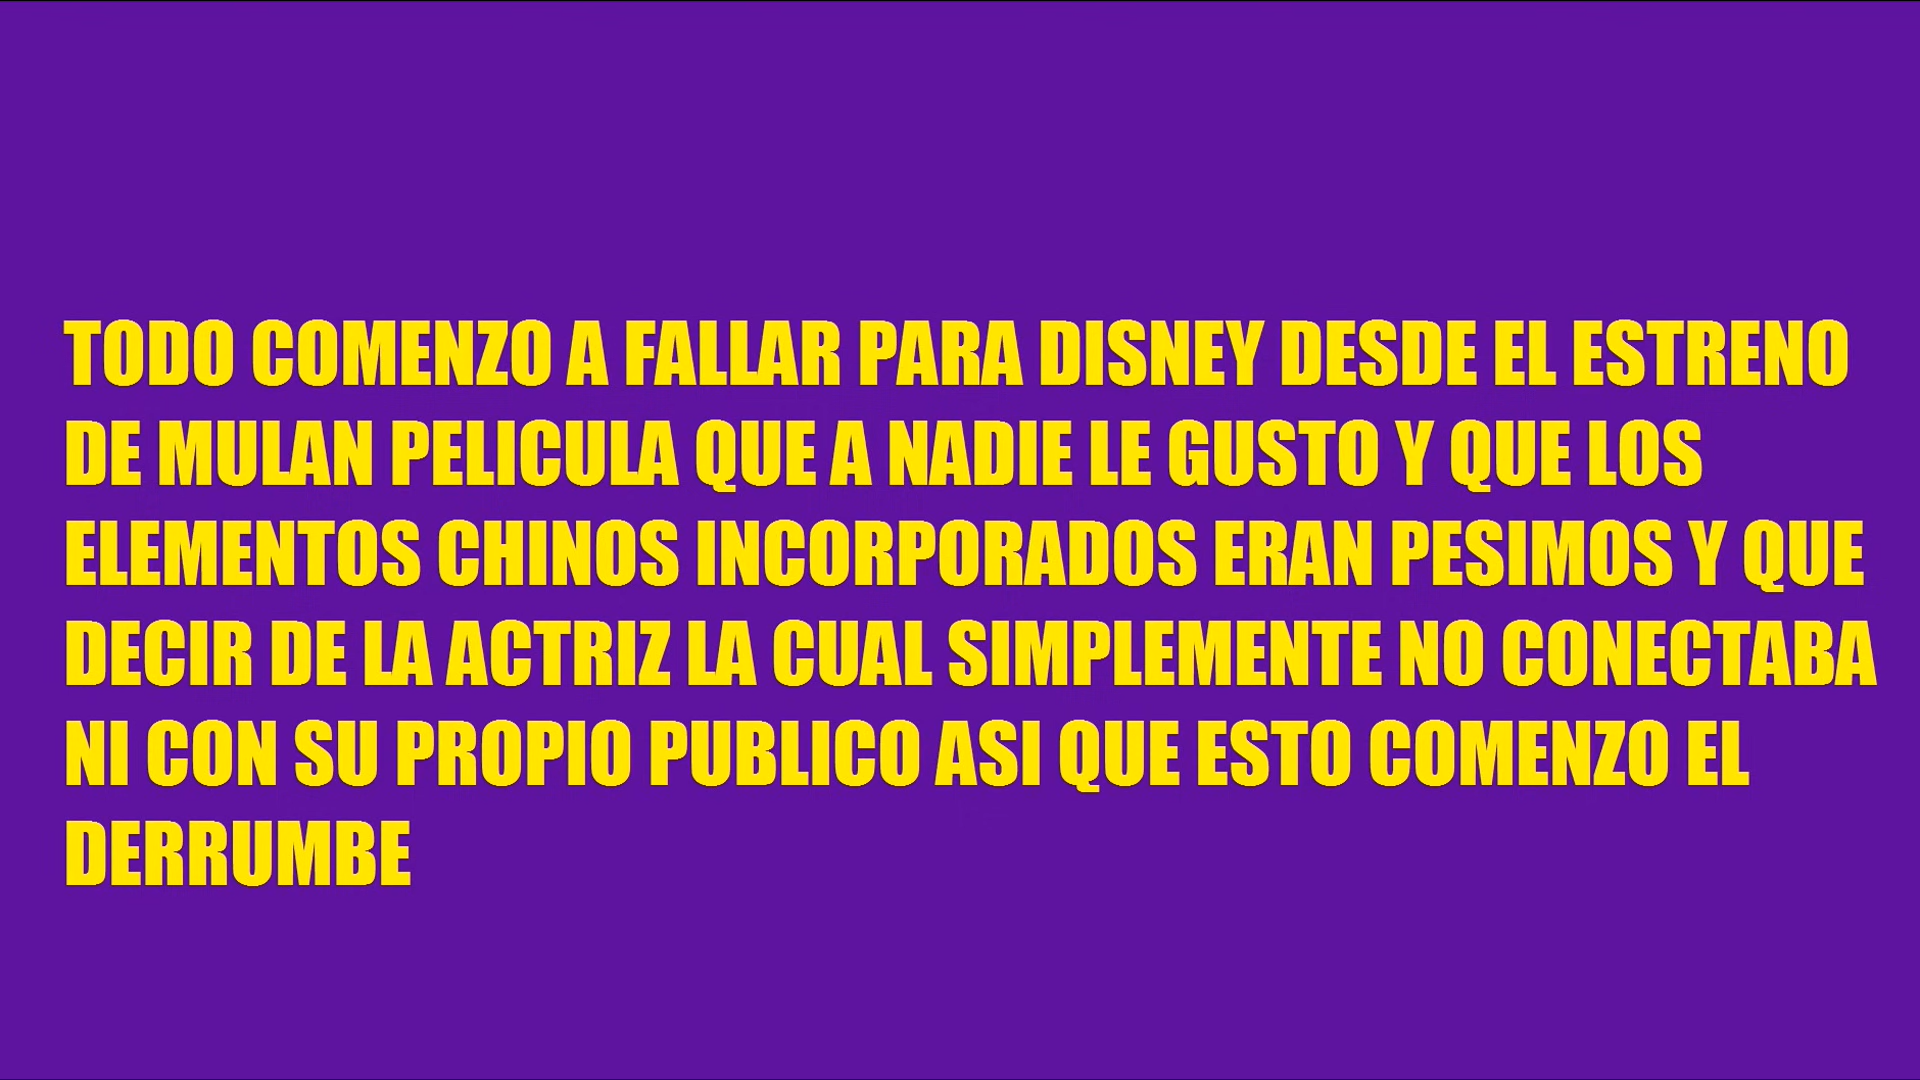 TODO COMENZO A FALLAR PARA DISNEY DESDE EL ESTRENO
DE MULAN PELICULA QUE A NADIE LE GUSTO Y QUE LOS
ELEMENTOS CHINOS INCORPORADOS ERAN PESIMOS Y QUE
DECIR DE LA ACTRIZ LA CUAL SIMPLEMENTE NO CONECTABA
NI CON SU PROPIO PUBLICO ASI QUE ESTO COMENZO EL
DERRUMBE